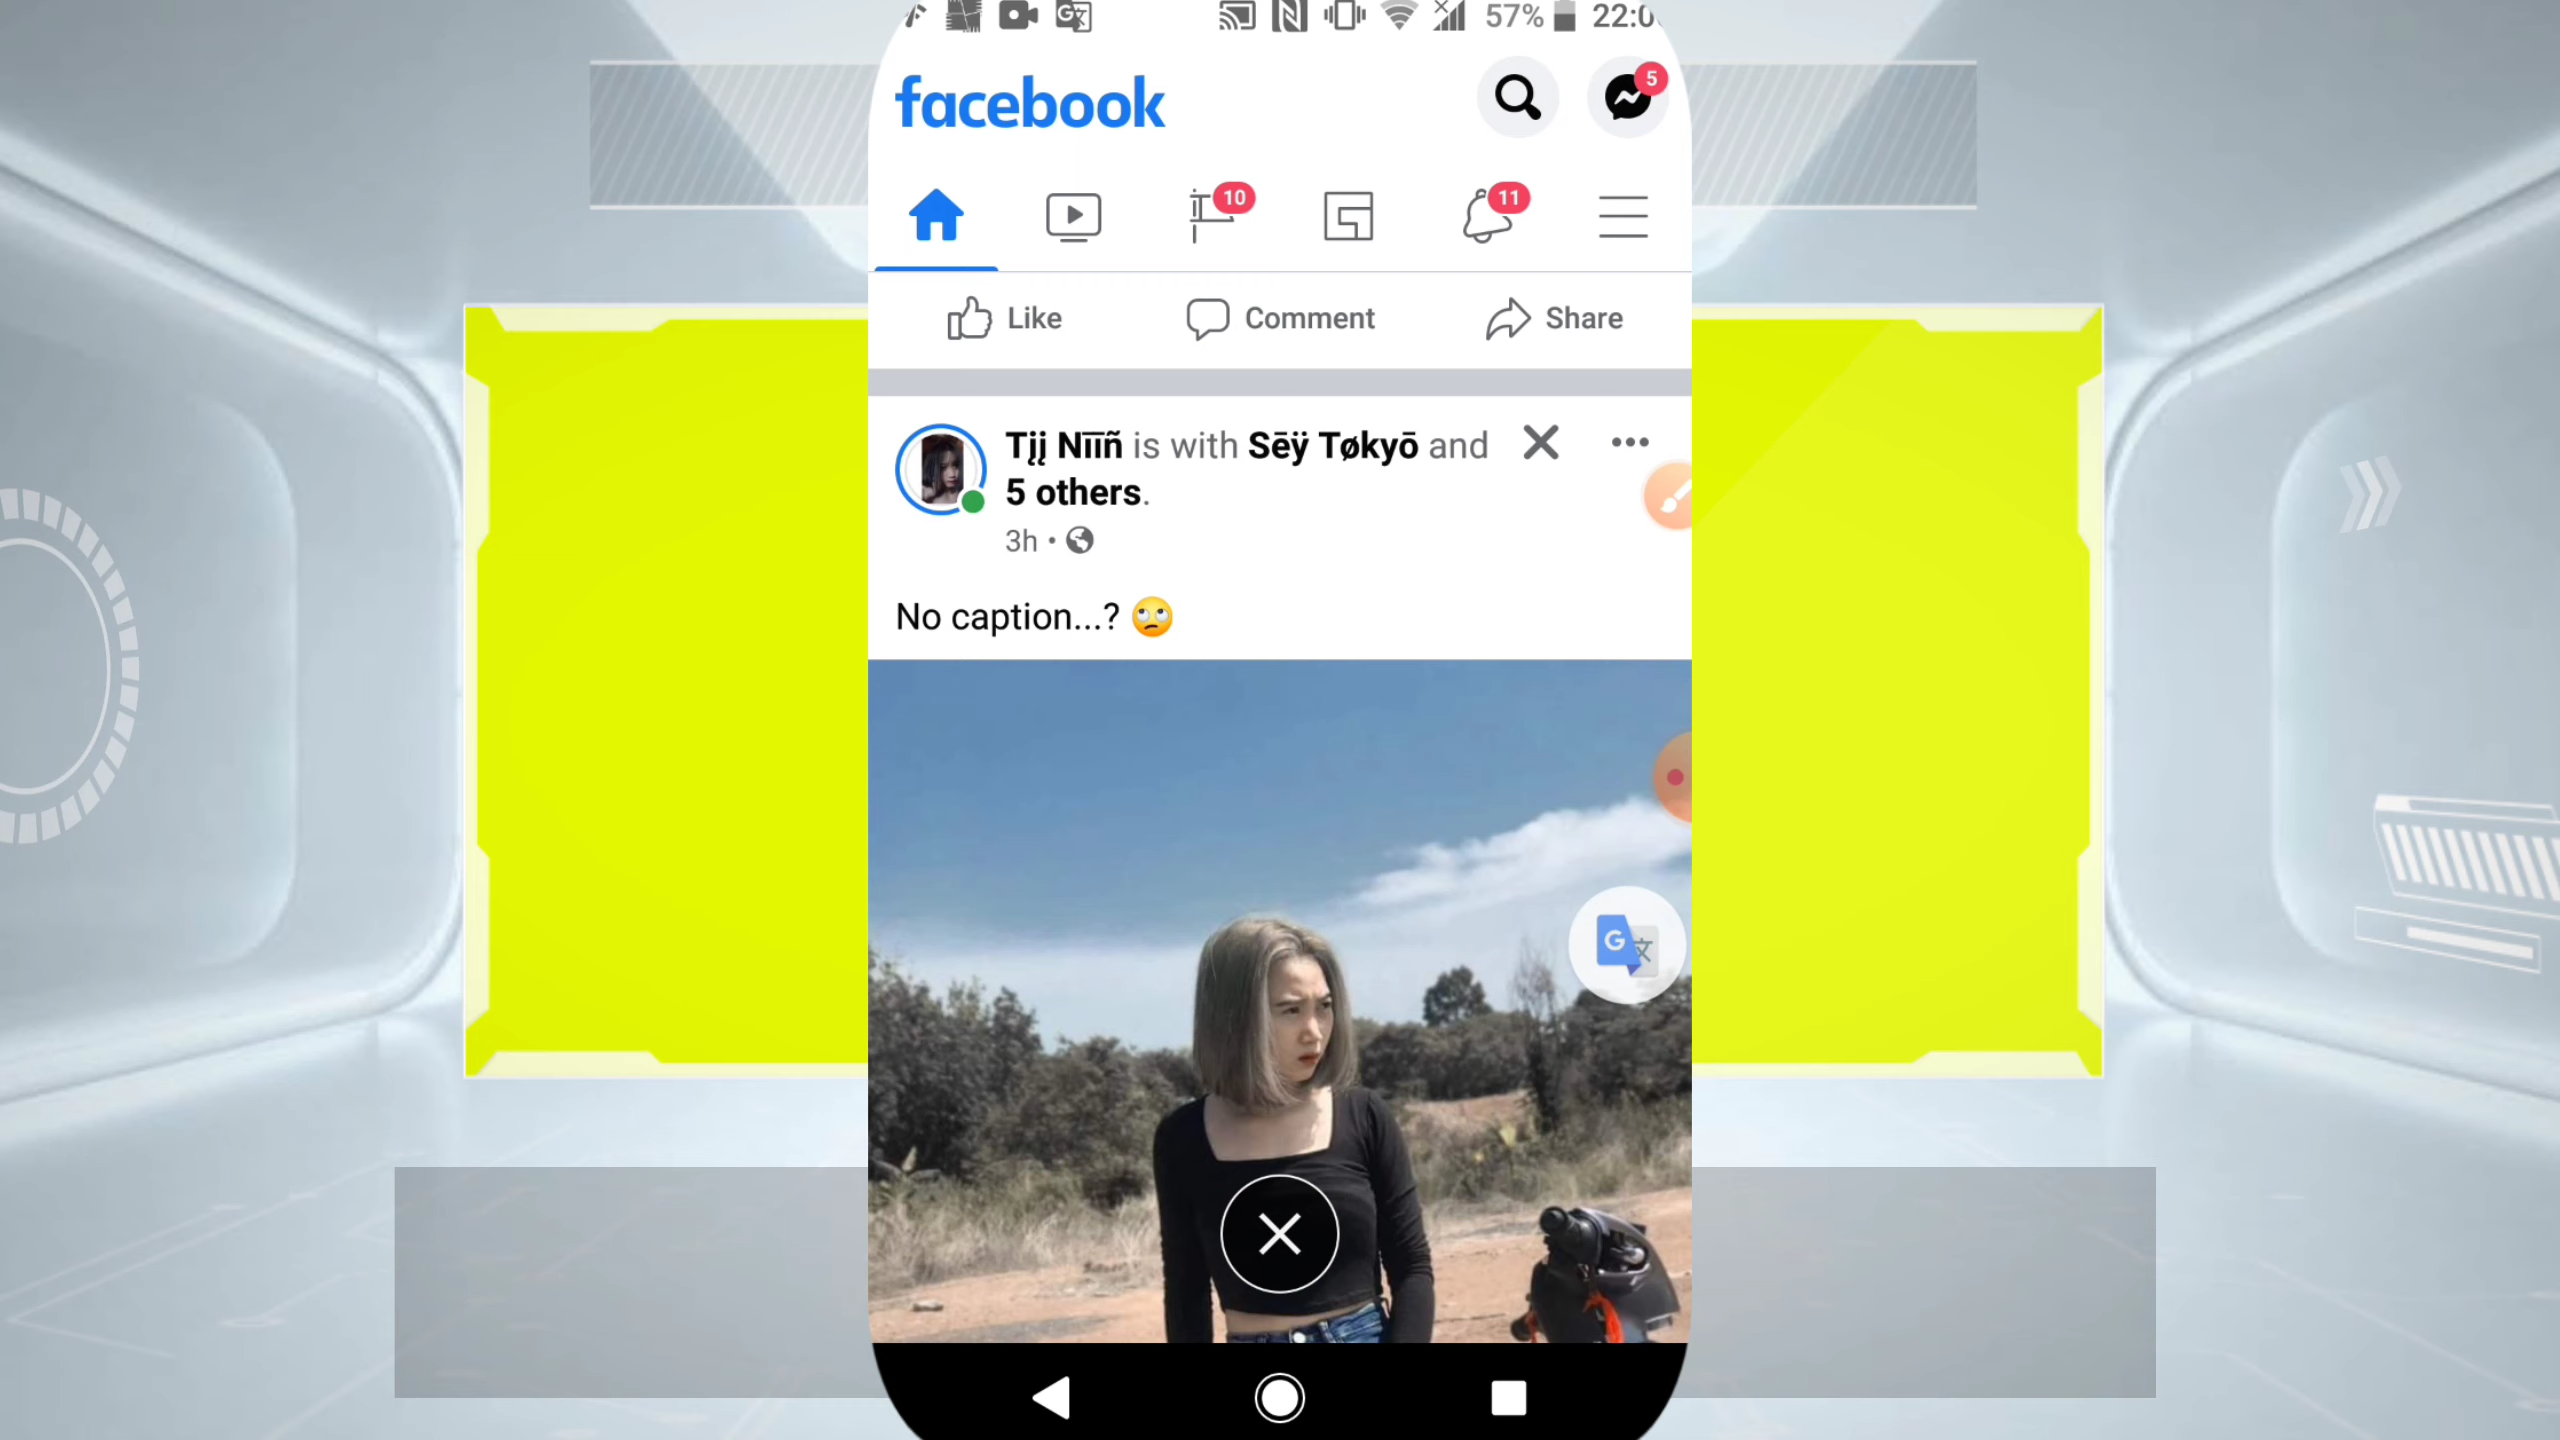 57% 22:0
facebook
5
10
11
Like Comment Share
Tįį Nīīñ is with Sēÿ Tøkyō and
5 others.
3h
No caption...? 🙄